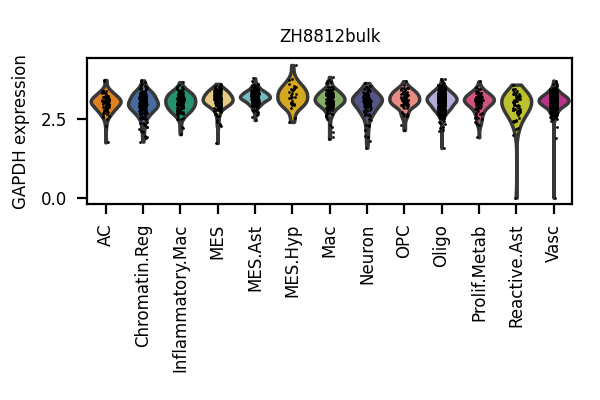 ZH8812bulk
GAPDH expression
2.5
0.0
AC
Chromatin.Reg
Inflammatory.Mac
MES
MES.Ast
MES.Hyp
Mac
Neuron
OPC
Oligo
Prolif.Metab
Reactive.Ast
Vasc